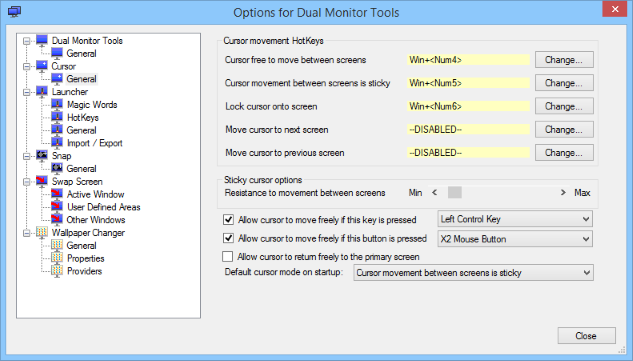 Options for Dual Monitor Tools
Dual Monitor Tools
General
Cursor
General
Launcher
Magic Words
HotKeys
General
Import / Export
Snap
General
Swap Screen
Active Window
User Defined Areas
Other Windows
Wallpaper Changer
General
Properties
Providers
Cursor movement HotKeys
Cursor free to move between screens Win+<Num4> Change...
Cursor movement between screens is sticky Win+<Num5> Change...
Lock cursor onto screen Win+<Num6> Change...
Move cursor to next screen --DISABLED-- Change...
Move cursor to previous screen --DISABLED-- Change...
Sticky cursor options
Resistance to movement between screens Min < > Max
Allow cursor to move freely if this key is pressed Left Control Key
Allow cursor to move freely if this button is pressed X2 Mouse Button
Allow cursor to return freely to the primary screen
Default cursor mode on startup: Cursor movement between screens is sticky
Close